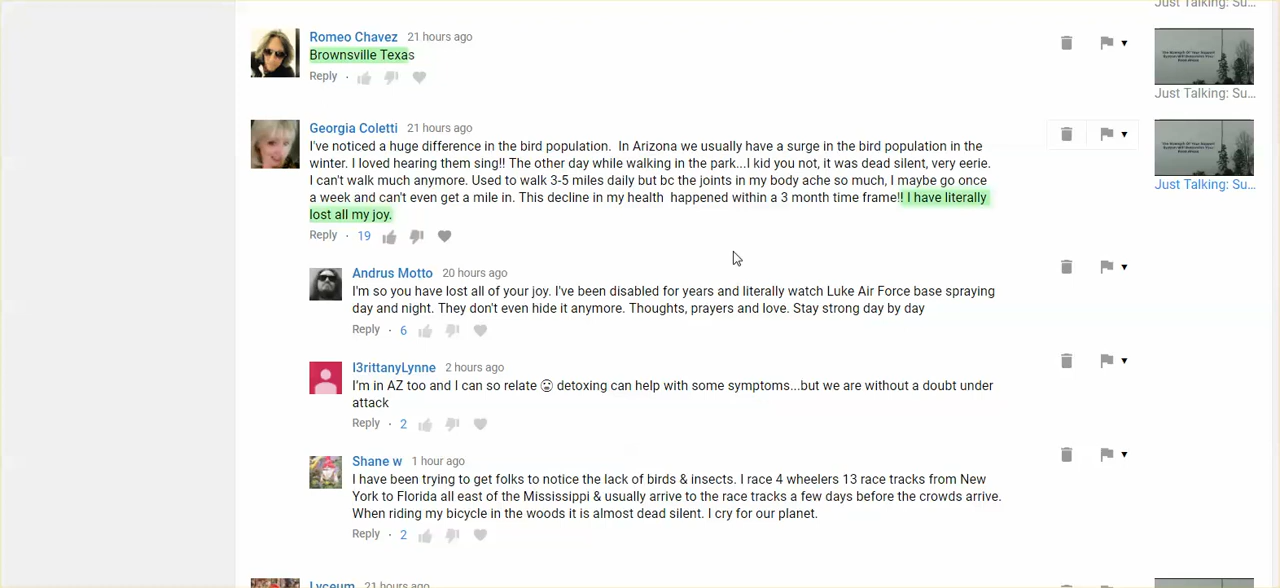 Just Talking: Su...
Romeo Chavez 21 hours ago
Brownsville Texas
Reply ·
Just Talking: Su...
Georgia Coletti 21 hours ago
I've noticed a huge difference in the bird population. In Arizona we usually have a surge in the bird population in the
winter. I loved hearing them sing!! The other day while walking in the park...I kid you not, it was dead silent, very eerie.
I can't walk much anymore. Used to walk 3-5 miles daily but bc the joints in my body ache so much, I maybe go once
a week and can't even get a mile in. This decline in my health happened within a 3 month time frame!! I have literally
lost all my joy.
Just Talking: Su...
Reply · 19
Andrus Motto 20 hours ago
I'm so you have lost all of your joy. I've been disabled for years and literally watch Luke Air Force base spraying
day and night. They don't even hide it anymore. Thoughts, prayers and love. Stay strong day by day
Reply · 6
I3rittanyLynne 2 hours ago
I'm in AZ too and I can so relate 😲 detoxing can help with some symptoms...but we are without a doubt under
attack
Reply · 2
Shane w 1 hour ago
I have been trying to get folks to notice the lack of birds & insects. I race 4 wheelers 13 race tracks from New
York to Florida all east of the Mississippi & usually arrive to the race tracks a few days before the crowds arrive.
When riding my bicycle in the woods it is almost dead silent. I cry for our planet.
Reply · 2
Lyceum 21 hours ago